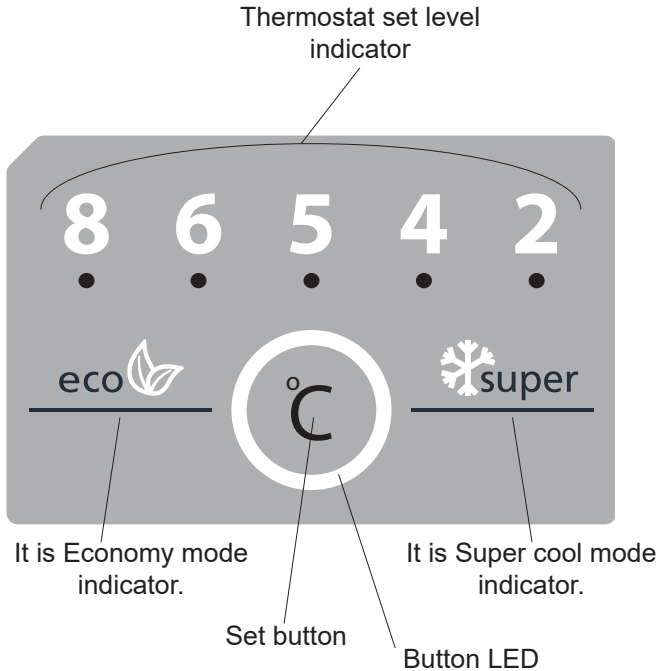 Thermostat set level
indicator
8 6 5 4 2
eco
°C
super
It is Economy mode
indicator.
It is Super cool mode
indicator.
Set button
Button LED